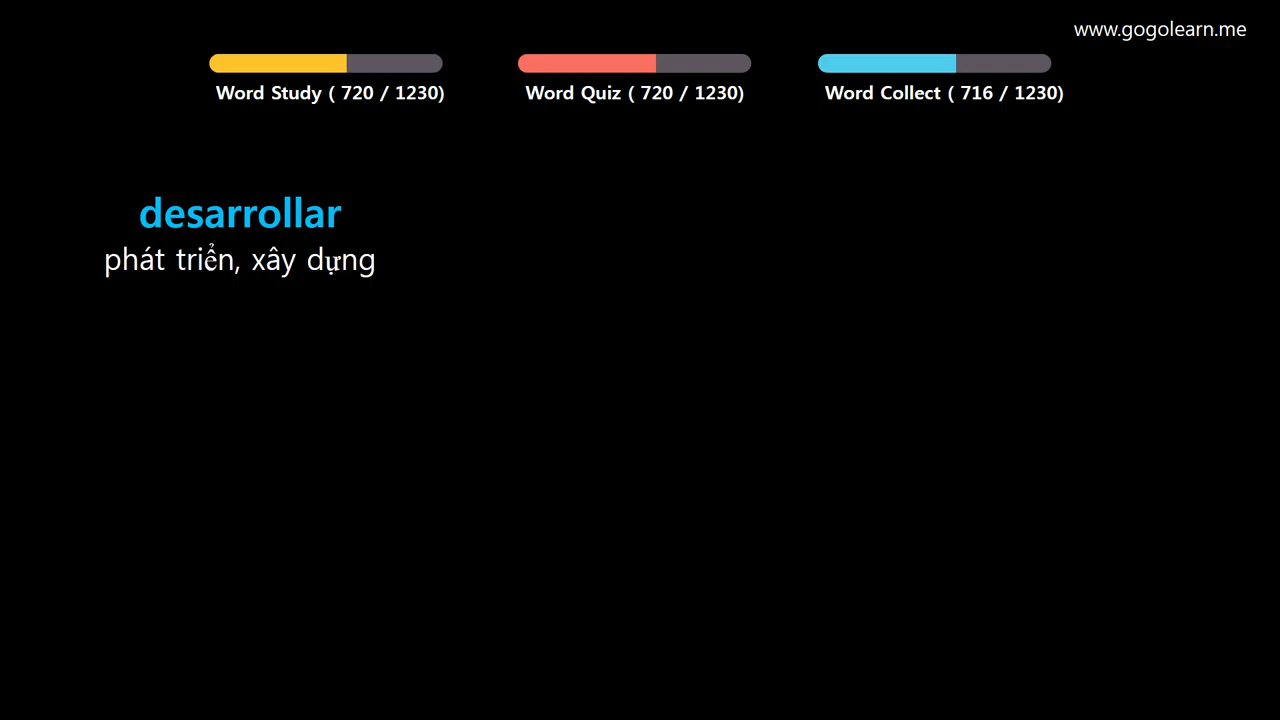 www.gogolearn.me
Word Study ( 720 / 1230)
Word Quiz ( 720 / 1230)
Word Collect ( 716 / 1230)
desarrollar
phát triển, xây dựng